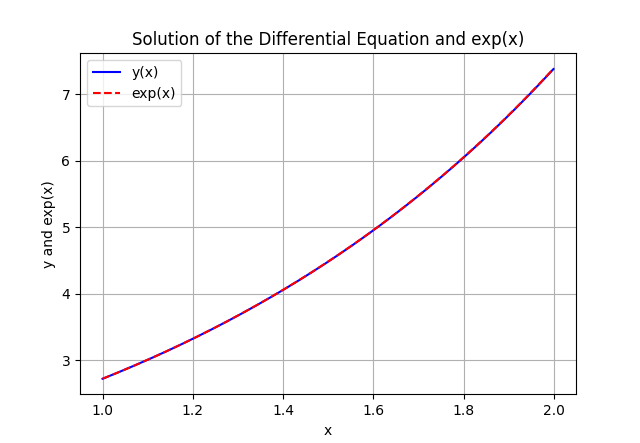 Solution of the Differential Equation and exp(x)
y(x)
exp(x)
y and exp(x)
7
6
5
4
3
1.0 1.2 1.4 1.6 1.8 2.0
x